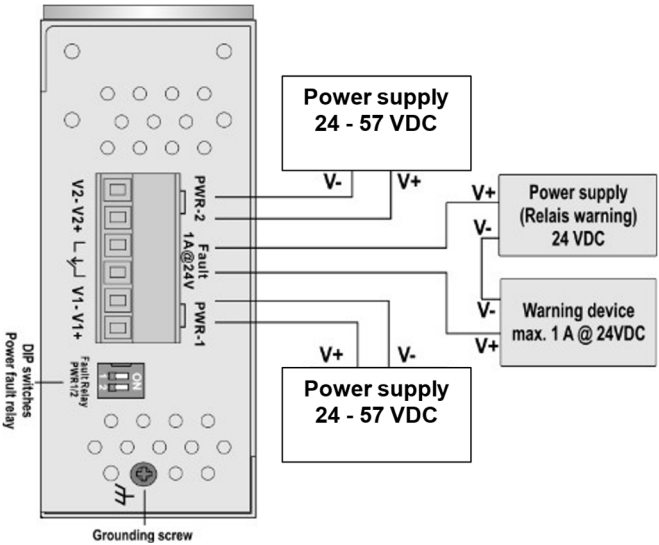 Power supply
24 - 57 VDC
V-
V+
V2- V2+
PWR-2
Fault
1A@24V
V1- V1+
PWR-1
V+
Power supply
(Relais warning)
24 VDC
V-
V-
Warning device
max. 1 A @ 24VDC
V+
V+
V-
Power supply
24 - 57 VDC
DIP switches
Power fault relay
Fault Relay
PWR1/2
ON
1
2
Grounding screw